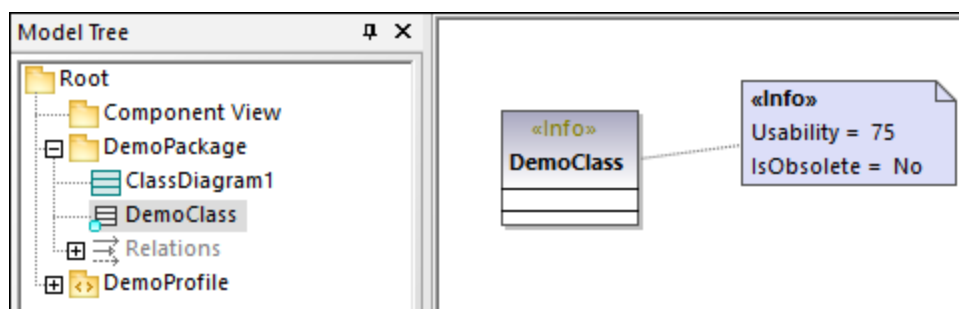 Model Tree
Root
Component View
DemoPackage
ClassDiagram1
DemoClass
Relations
DemoProfile
«Info»
DemoClass
«Info»
Usability = 75
IsObsolete = No